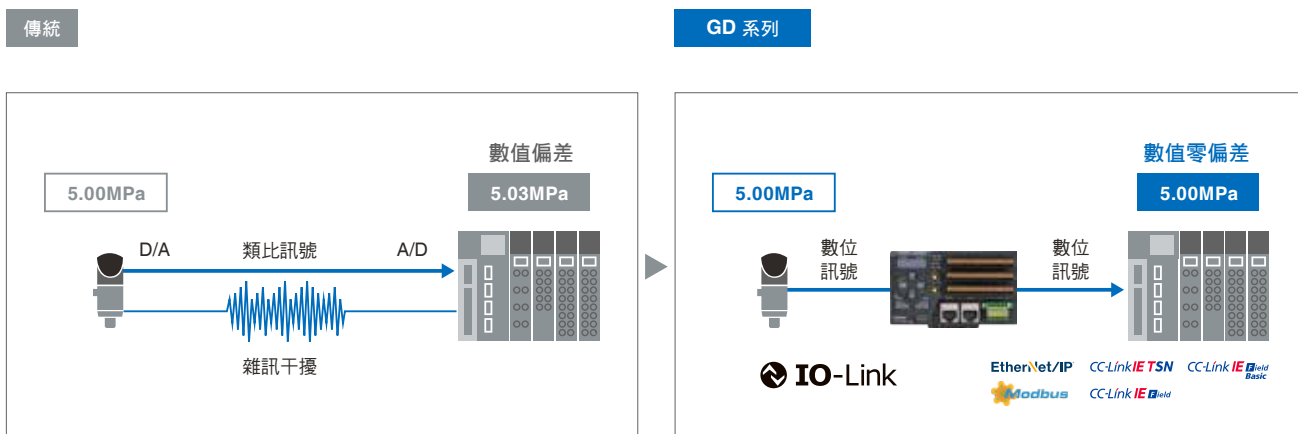 傳統
GD 系列
數值偏差
5.00MPa
5.03MPa
D/A
類比訊號
A/D
雜訊干擾
數值零偏差
5.00MPa
5.00MPa
數位
訊號
數位
訊號
IO-Link
EtherNet/IP
CC-Link IE TSN
CC-Link IE Field
Basic
Modbus
CC-Link IE Field